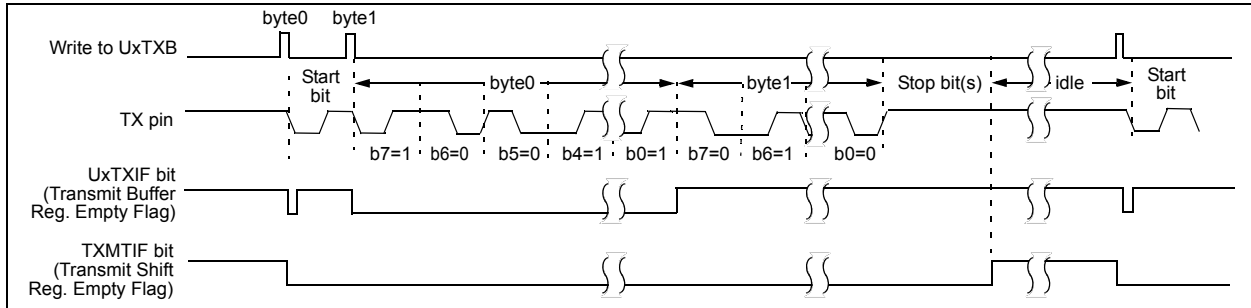 byte0 byte1
Write to UxTXB
Start
bit
byte0
byte1
Stop bit(s)
idle
Start
bit
TX pin
b7=1 b6=0 b5=0 b4=1 b0=1 b7=0 b6=1 b0=0
UxTXIF bit
(Transmit Buffer
Reg. Empty Flag)
TXMTIF bit
(Transmit Shift
Reg. Empty Flag)